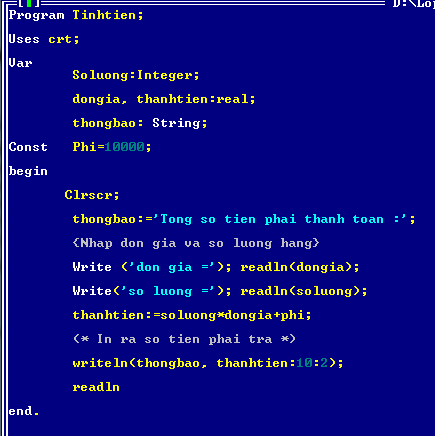 D:\Lop
Program Tinhtien;
Uses crt;
Var
Soluong:Integer;
dongia, thanhtien:real;
thongbao: String;
Const Phi=10000;
begin
Clrscr;
thongbao:='Tong so tien phai thanh toan :';
{Nhap don gia va so luong hang}
Write ('don gia ='); readln(dongia);
Write('so luong ='); readln(soluong);
thanhtien:=soluong*dongia+phi;
(* In ra so tien phai tra *)
writeln(thongbao, thanhtien:10:2);
readln
end.